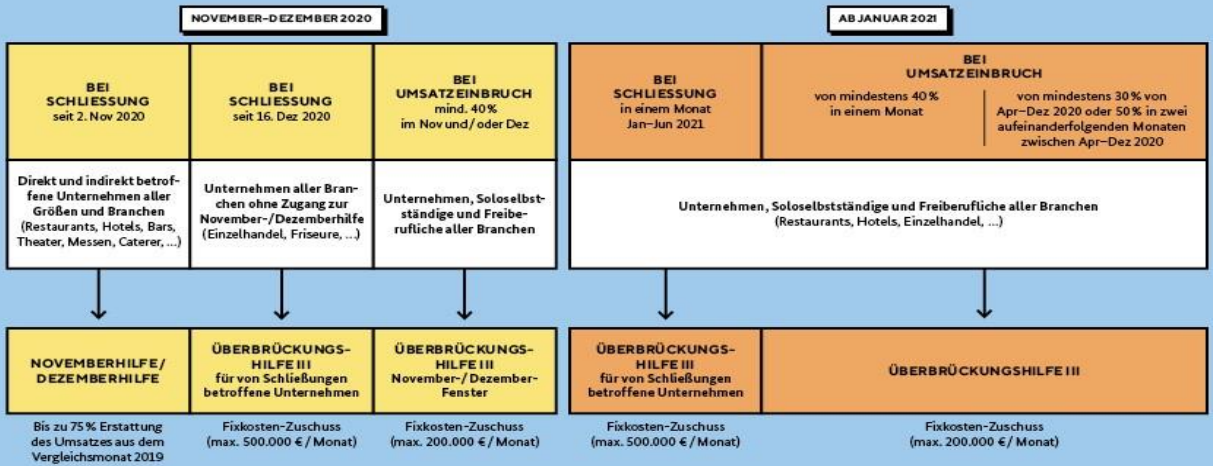 NOVEMBER–DEZEMBER 2020
AB JANUAR 2021
BEI
SCHLIESSUNG
seit 2. Nov 2020
BEI
SCHLIESSUNG
seit 16. Dez 2020
BEI
UMSATZEINBRUCH
mind. 40%
im Nov und/oder Dez
BEI
SCHLIESSUNG
in einem Monat
Jan–Jun 2021
BEI
UMSATZEINBRUCH
von mindestens 40%
in einem Monat
von mindestens 30% von
Apr–Dez 2020 oder 50% in zwei
aufeinanderfolgenden Monaten
zwischen Apr–Dez 2020
Direkt und indirekt betrof-
fene Unternehmen aller
Größen und Branchen
(Restaurants, Hotels, Bars,
Theater, Messen, Caterer, ...)
Unternehmen aller Bran-
chen ohne Zugang zur
November-/Dezemberhilfe
(Einzelhandel, Friseure, ...)
Unternehmen, Soloselbst-
ständige und Freibe-
rufliche aller Branchen
Unternehmen, Soloselbstständige und Freiberufliche aller Branchen
(Restaurants, Hotels, Einzelhandel, ...)
NOVEMBERHILFE/
DEZEMBERHILFE
ÜBERBRÜCKUNGS-
HILFE III
für von Schließungen
betroffene Unternehmen
ÜBERBRÜCKUNGS-
HILFE III
November-/Dezember-
Fenster
ÜBERBRÜCKUNGS-
HILFE III
für von Schließungen
betroffene Unternehmen
ÜBERBRÜCKUNGSHILFE III
Bis zu 75% Erstattung
des Umsatzes aus dem
Vergleichsmonat 2019
Fixkosten-Zuschuss
(max. 500.000 €/Monat)
Fixkosten-Zuschuss
(max. 200.000 €/Monat)
Fixkosten-Zuschuss
(max. 500.000 €/Monat)
Fixkosten-Zuschuss
(max. 200.000 €/Monat)